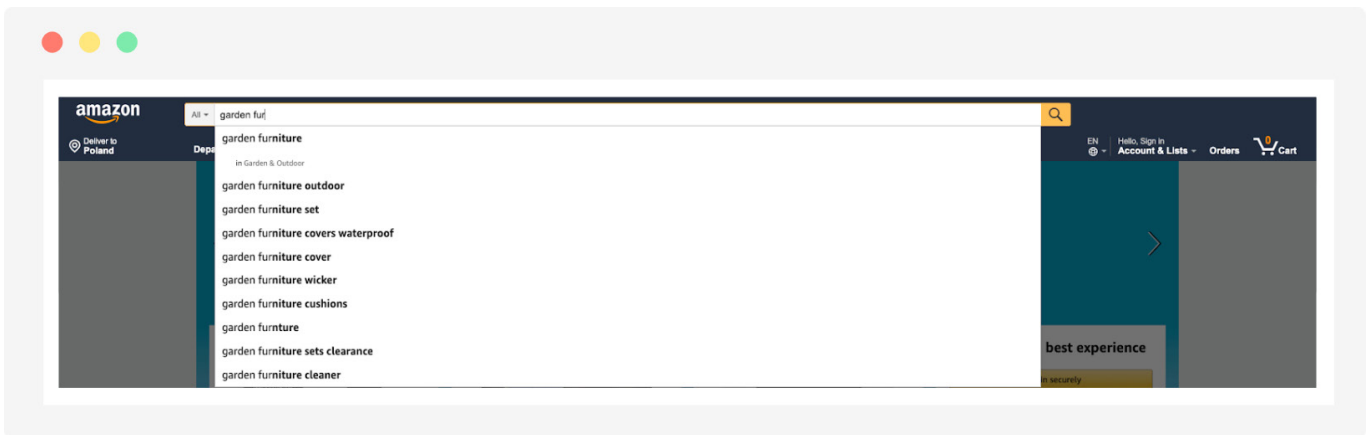 amazon
All
garden fur
Deliver to
Poland
Depa
EN
Hello, Sign in
Account & Lists
Orders
0
Cart
garden furniture
in Garden & Outdoor
garden furniture outdoor
garden furniture set
garden furniture covers waterproof
garden furniture cover
garden furniture wicker
garden furniture cushions
garden furnture
garden furniture sets clearance
best experience
garden furniture cleaner
in securely